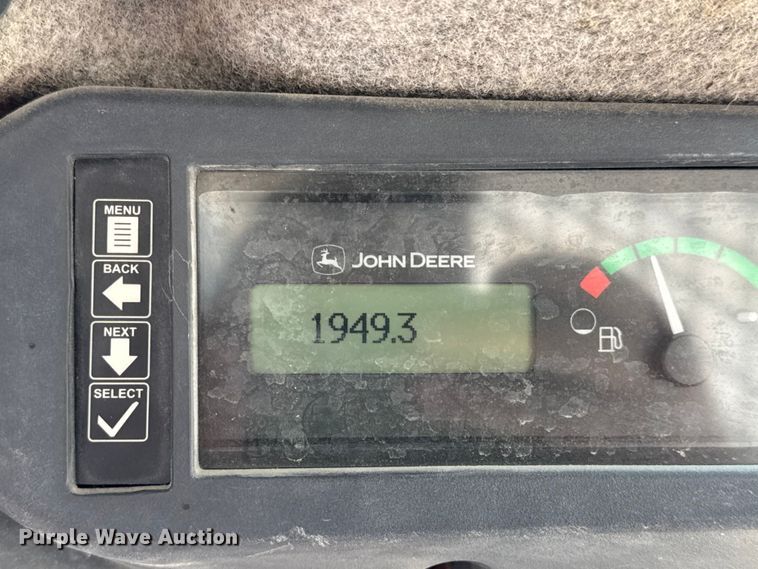 MENU
BACK
NEXT
SELECT
JOHN DEERE
1949.3
Purple Wave Auction